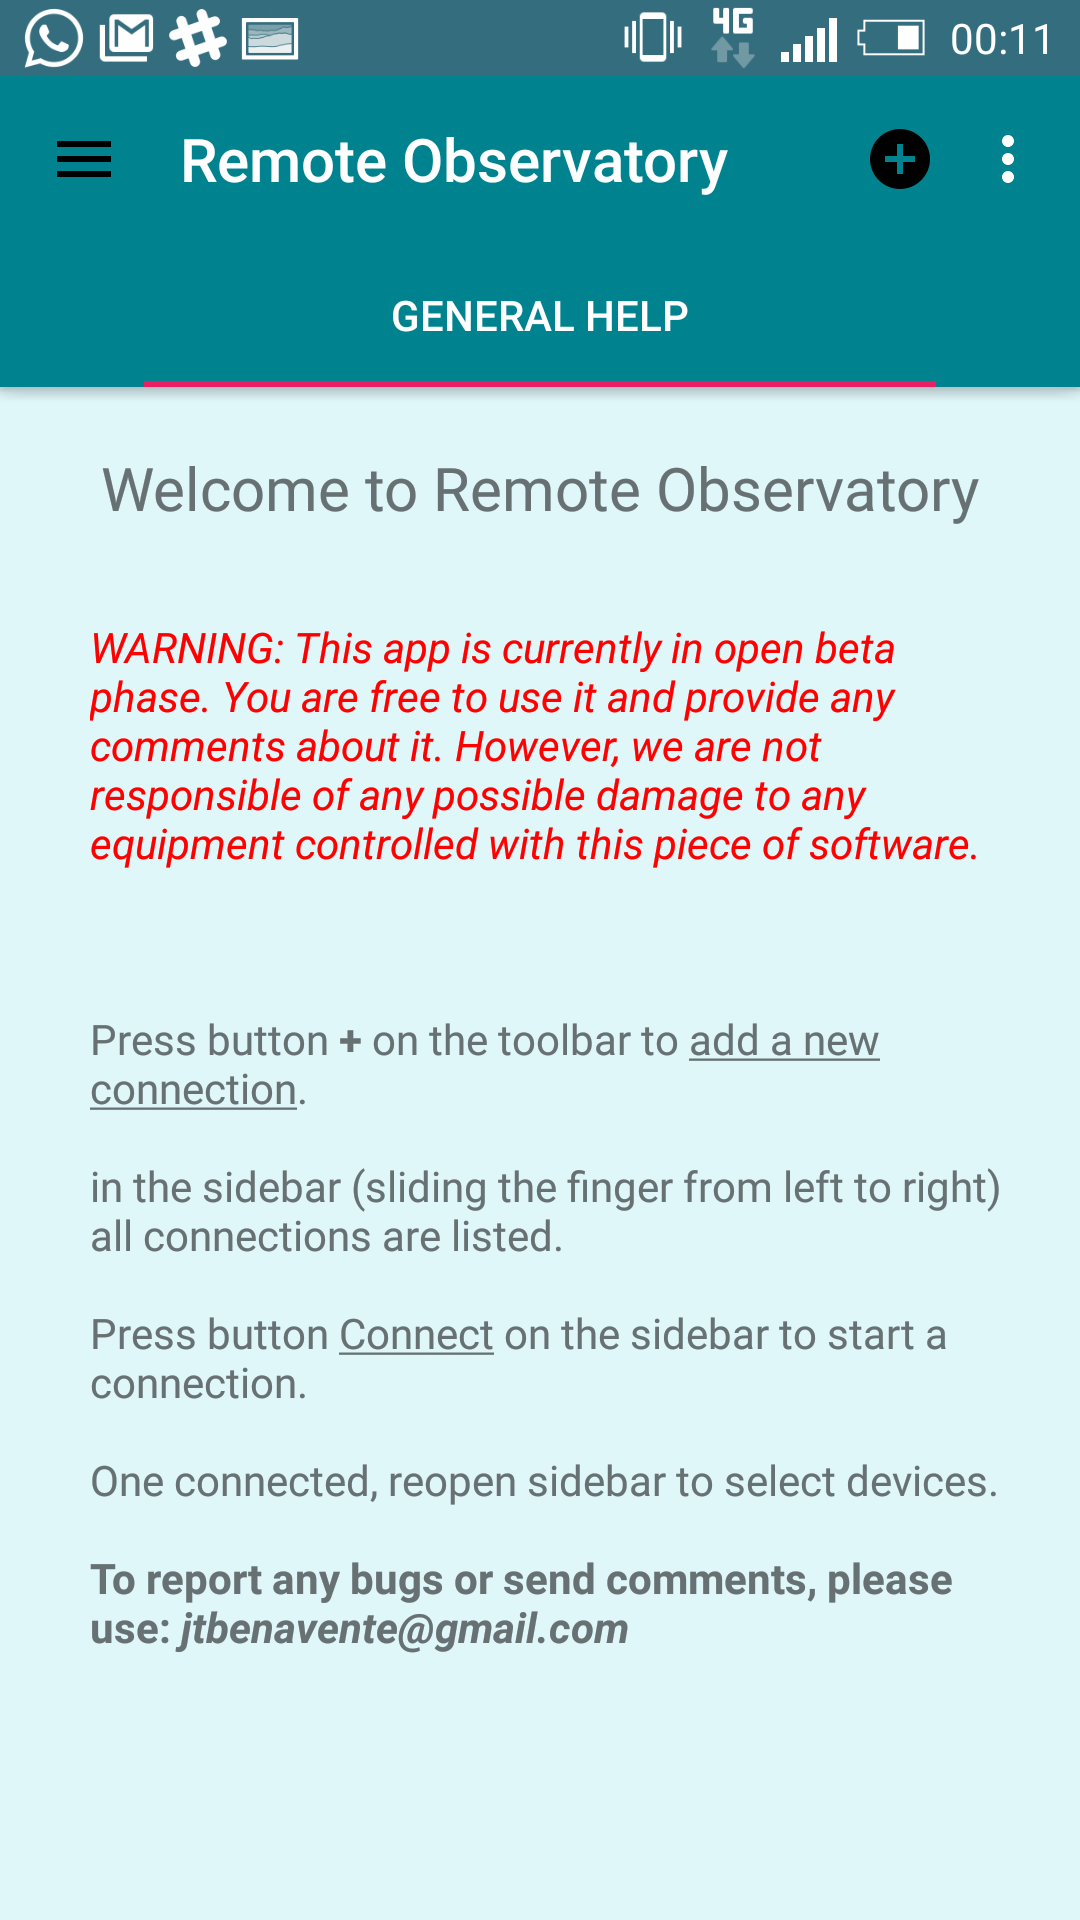 4G 00:11
Remote Observatory
GENERAL HELP
Welcome to Remote Observatory
WARNING: This app is currently in open beta
phase. You are free to use it and provide any
comments about it. However, we are not
responsible of any possible damage to any
equipment controlled with this piece of software.
Press button + on the toolbar to add a new
connection.
in the sidebar (sliding the finger from left to right)
all connections are listed.
Press button Connect on the sidebar to start a
connection.
One connected, reopen sidebar to select devices.
To report any bugs or send comments, please
use: jtbenavente@gmail.com